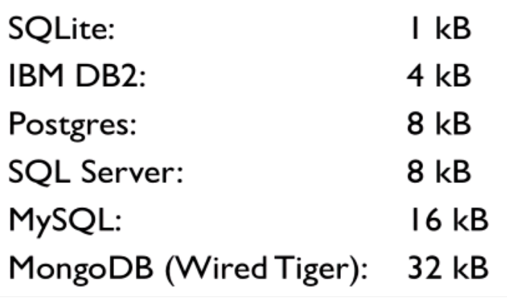 SQLite: 1 kB
IBM DB2: 4 kB
Postgres: 8 kB
SQL Server: 8 kB
MySQL: 16 kB
MongoDB (Wired Tiger): 32 kB